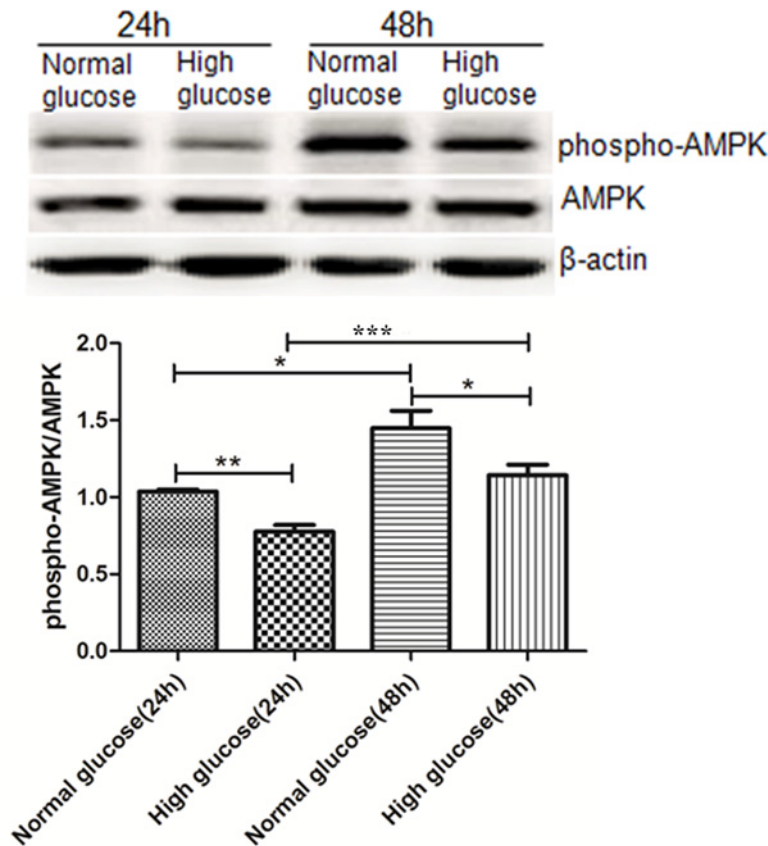 24h 48h
Normal High Normal High
glucose glucose glucose glucose
phospho-AMPK
AMPK
β-actin
***
2.0
*
*
1.5
**
1.0
0.5
0.0
phospho-AMPK/AMPK
Normal glucose(24h)
High glucose(24h)
Normal glucose(48h)
High glucose(48h)